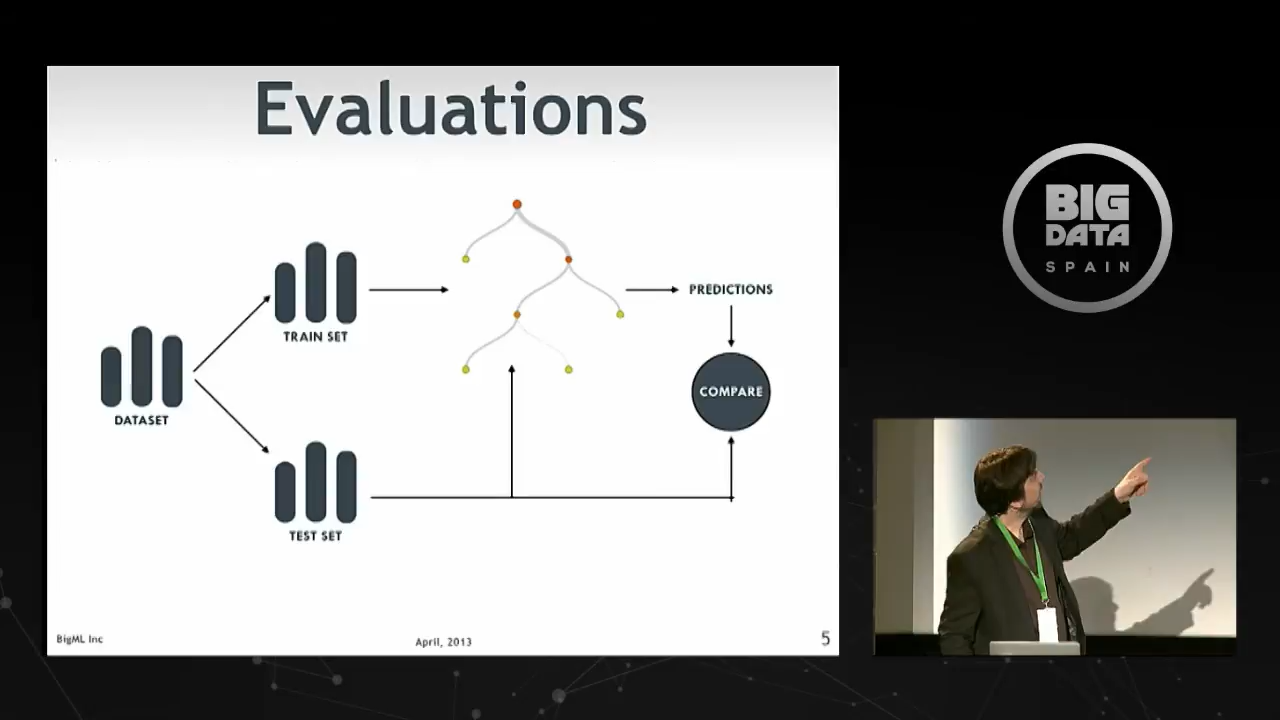 Evaluations
DATASET
TRAIN SET
TEST SET
PREDICTIONS
COMPARE
BigML Inc
April, 2013
5
BIG
DATA
SPAIN